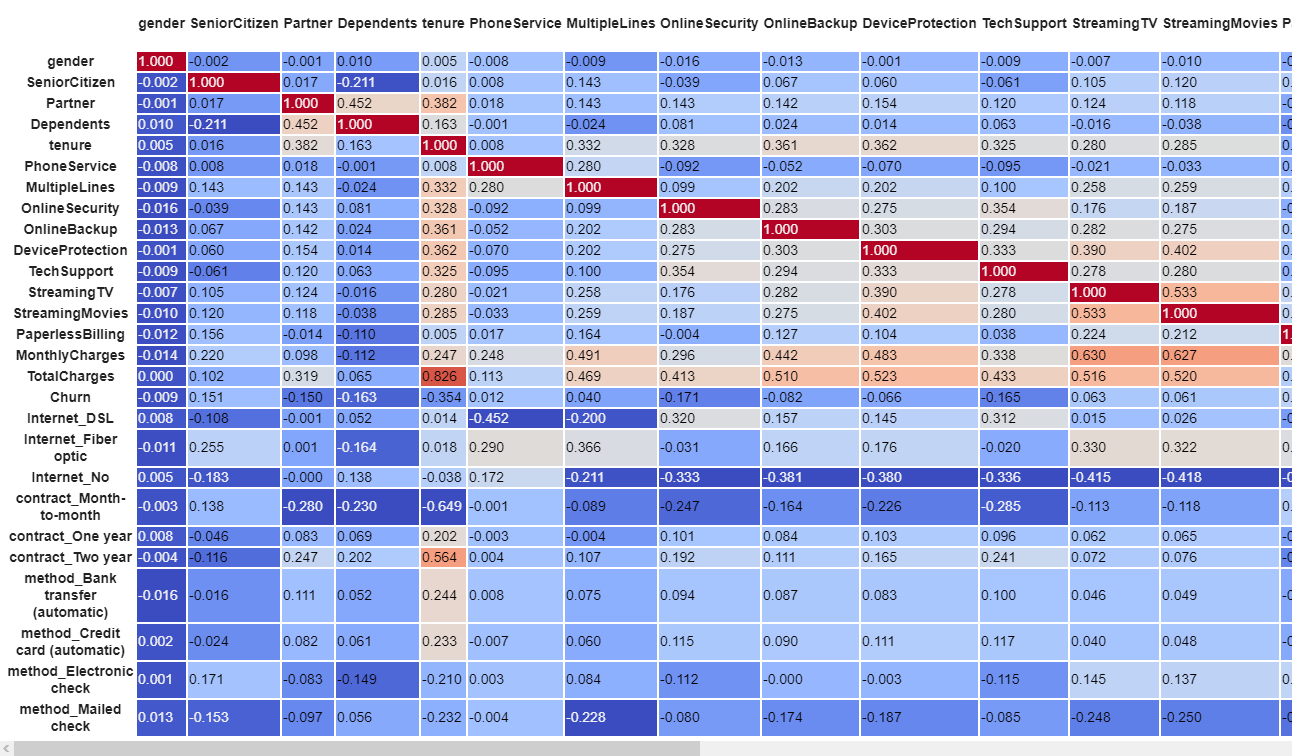 gender SeniorCitizen Partner Dependents tenure PhoneService MultipleLines OnlineSecurity OnlineBackup DeviceProtection TechSupport StreamingTV StreamingMovies P
gender 1.000 -0.002 -0.001 0.010 0.005 -0.008 -0.009 -0.016 -0.013 -0.001 -0.009 -0.007 -0.010 -0
SeniorCitizen -0.002 1.000 0.017 -0.211 0.016 0.008 0.143 -0.039 0.067 0.060 -0.061 0.105 0.120 0.
Partner -0.001 0.017 1.000 0.452 0.382 0.018 0.143 0.143 0.142 0.154 0.120 0.124 0.118 -0
Dependents 0.010 -0.211 0.452 1.000 0.163 -0.001 -0.024 0.081 0.024 0.014 0.063 -0.016 -0.038 -0
tenure 0.005 0.016 0.382 0.163 1.000 0.008 0.332 0.328 0.361 0.362 0.325 0.280 0.285 0.
PhoneService -0.008 0.008 0.018 -0.001 0.008 1.000 0.280 -0.092 -0.052 -0.070 -0.095 -0.021 -0.033 0.
MultipleLines -0.009 0.143 0.143 -0.024 0.332 0.280 1.000 0.099 0.202 0.202 0.100 0.258 0.259 0.
OnlineSecurity -0.016 -0.039 0.143 0.081 0.328 -0.092 0.099 1.000 0.283 0.275 0.354 0.176 0.187 -0
OnlineBackup -0.013 0.067 0.142 0.024 0.361 -0.052 0.202 0.283 1.000 0.303 0.294 0.282 0.275 0.
DeviceProtection -0.001 0.060 0.154 0.014 0.362 -0.070 0.202 0.275 0.303 1.000 0.333 0.390 0.402 0.
TechSupport -0.009 -0.061 0.120 0.063 0.325 -0.095 0.100 0.354 0.294 0.333 1.000 0.278 0.280 0.
StreamingTV -0.007 0.105 0.124 -0.016 0.280 -0.021 0.258 0.176 0.282 0.390 0.278 1.000 0.533 0.
StreamingMovies -0.010 0.120 0.118 -0.038 0.285 -0.033 0.259 0.187 0.275 0.402 0.280 0.533 1.000 0.
PaperlessBilling -0.012 0.156 -0.014 -0.110 0.005 0.017 0.164 -0.004 0.127 0.104 0.038 0.224 0.212 1.
MonthlyCharges -0.014 0.220 0.098 -0.112 0.247 0.248 0.491 0.296 0.442 0.483 0.338 0.630 0.627 0.
TotalCharges 0.000 0.102 0.319 0.065 0.826 0.113 0.469 0.413 0.510 0.523 0.433 0.516 0.520 0.
Churn -0.009 0.151 -0.150 -0.163 -0.354 0.012 0.040 -0.171 -0.082 -0.066 -0.165 0.063 0.061 0.
Internet_DSL 0.008 -0.108 -0.001 0.052 0.014 -0.452 -0.200 0.320 0.157 0.145 0.312 0.015 0.026 -0
Internet_Fiber
optic -0.011 0.255 0.001 -0.164 0.018 0.290 0.366 -0.031 0.166 0.176 -0.020 0.330 0.322 0.
Internet_No 0.005 -0.183 -0.000 0.138 -0.038 0.172 -0.211 -0.333 -0.381 -0.380 -0.336 -0.415 -0.418 -0
contract_Month-
to-month -0.003 0.138 -0.280 -0.230 -0.649 -0.001 -0.089 -0.247 -0.164 -0.226 -0.285 -0.113 -0.118 0.
contract_One year 0.008 -0.046 0.083 0.069 0.202 -0.003 -0.004 0.101 0.084 0.103 0.096 0.062 0.065 -0
contract_Two year -0.004 -0.116 0.247 0.202 0.564 0.004 0.107 0.192 0.111 0.165 0.241 0.072 0.076 -0
method_Bank
transfer
(automatic) -0.016 -0.016 0.111 0.052 0.244 0.008 0.075 0.094 0.087 0.083 0.100 0.046 0.049 -0
method_Credit
card (automatic) 0.002 -0.024 0.082 0.061 0.233 -0.007 0.060 0.115 0.090 0.111 0.117 0.040 0.048 -0
method_Electronic
check 0.001 0.171 -0.083 -0.149 -0.210 0.003 0.084 -0.112 -0.000 -0.003 -0.115 0.145 0.137 0.
method_Mailed
check 0.013 -0.153 -0.097 0.056 -0.232 -0.004 -0.228 -0.080 -0.174 -0.187 -0.085 -0.248 -0.250 -0